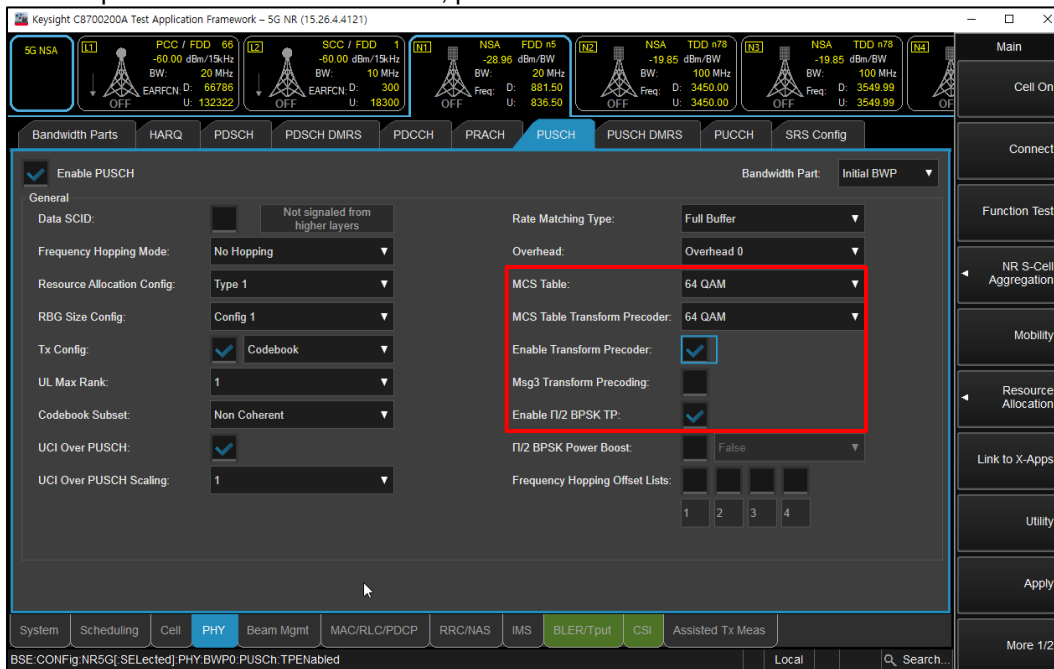 Keysight C8700200A Test Application Framework – 5G NR (15.26.4.4121)
5G NSA
L1 PCC / FDD 66
-60.00 dBm/15kHz
BW: 20 MHz
EARFCN: D: 66786
U: 132322
OFF
L2 SCC / FDD 1
-60.00 dBm/15kHz
BW: 10 MHz
EARFCN: D: 300
U: 18300
OFF
N1 NSA FDD n5
-28.96 dBm/BW
BW: 20 MHz
Freq: D: 881.50
U: 836.50
OFF
N2 NSA TDD n78
-19.85 dBm/BW
BW: 100 MHz
Freq: D: 3450.00
U: 3450.00
OFF
N3 NSA TDD n78
-19.85 dBm/BW
BW: 100 MHz
Freq: D: 3549.99
U: 3549.99
OFF
N4
Bandwidth Parts HARQ PDSCH PDSCH DMRS PDCCH PRACH PUSCH PUSCH DMRS PUCCH SRS Config
Enable PUSCH
Bandwidth Part: Initial BWP
General
Data SCID: Not signaled from
higher layers
Frequency Hopping Mode: No Hopping
Resource Allocation Config: Type 1
RBG Size Config: Config 1
Tx Config: Codebook
UL Max Rank: 1
Codebook Subset: Non Coherent
UCI Over PUSCH:
UCI Over PUSCH Scaling: 1
Rate Matching Type: Full Buffer
Overhead: Overhead 0
MCS Table: 64 QAM
MCS Table Transform Precoder: 64 QAM
Enable Transform Precoder:
Msg3 Transform Precoding:
Enable Π/2 BPSK TP:
Π/2 BPSK Power Boost: False
Frequency Hopping Offset Lists:
1 2 3 4
Main
Cell On
Connect
Function Test
NR S-Cell
Aggregation
Mobility
Resource
Allocation
Link to X-Apps
Utility
Apply
More 1/2
System Scheduling Cell PHY Beam Mgmt MAC/RLC/PDCP RRC/NAS IMS BLER/Tput CSI Assisted Tx Meas
BSE:CONFig:NR5G[:SELected]:PHY:BWP0:PUSCh:TPENabled
Local
Search...